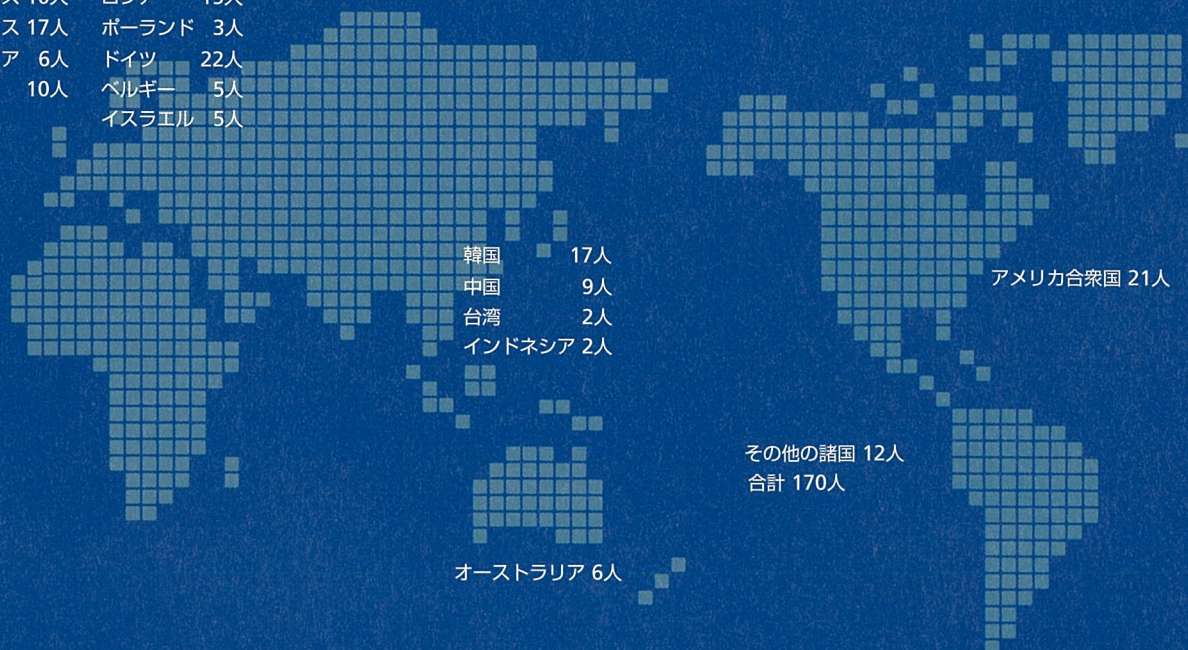 ス 17人 ポーランド 3人
ア 6人 ドイツ 22人
10人 ベルギー 5人
イスラエル 5人
韓国 17人
中国 9人
台湾 2人
インドネシア 2人
アメリカ合衆国 21人
その他の諸国 12人
合計 170人
オーストラリア 6人